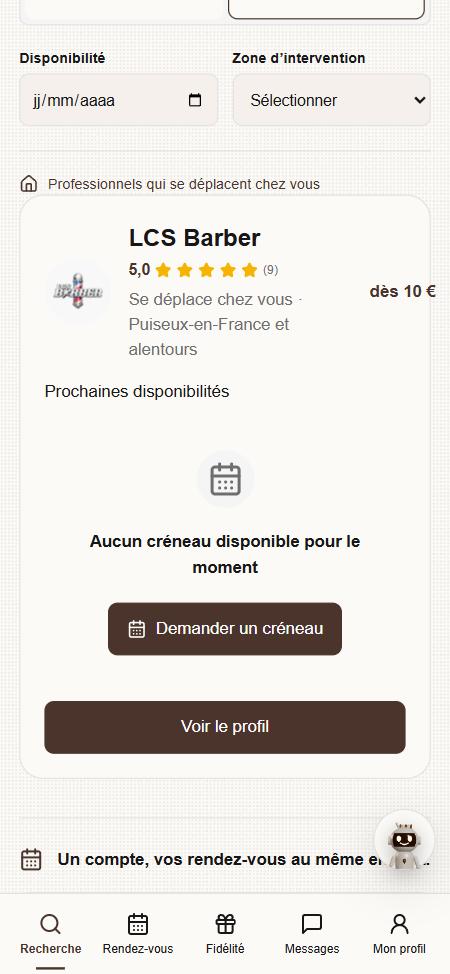 Disponibilité
Zone d’intervention
jj/mm/aaaa
Sélectionner
Professionnels qui se déplacent chez vous
LCS Barber
5,0
(9)
Se déplace chez vous ·
Puiseux-en-France et
alentours
dès 10 €
BARBER
Prochaines disponibilités
Aucun créneau disponible pour le
moment
Demander un créneau
Voir le profil
Un compte, vos rendez-vous au même
Recherche
Rendez-vous
Fidélité
Messages
Mon profil